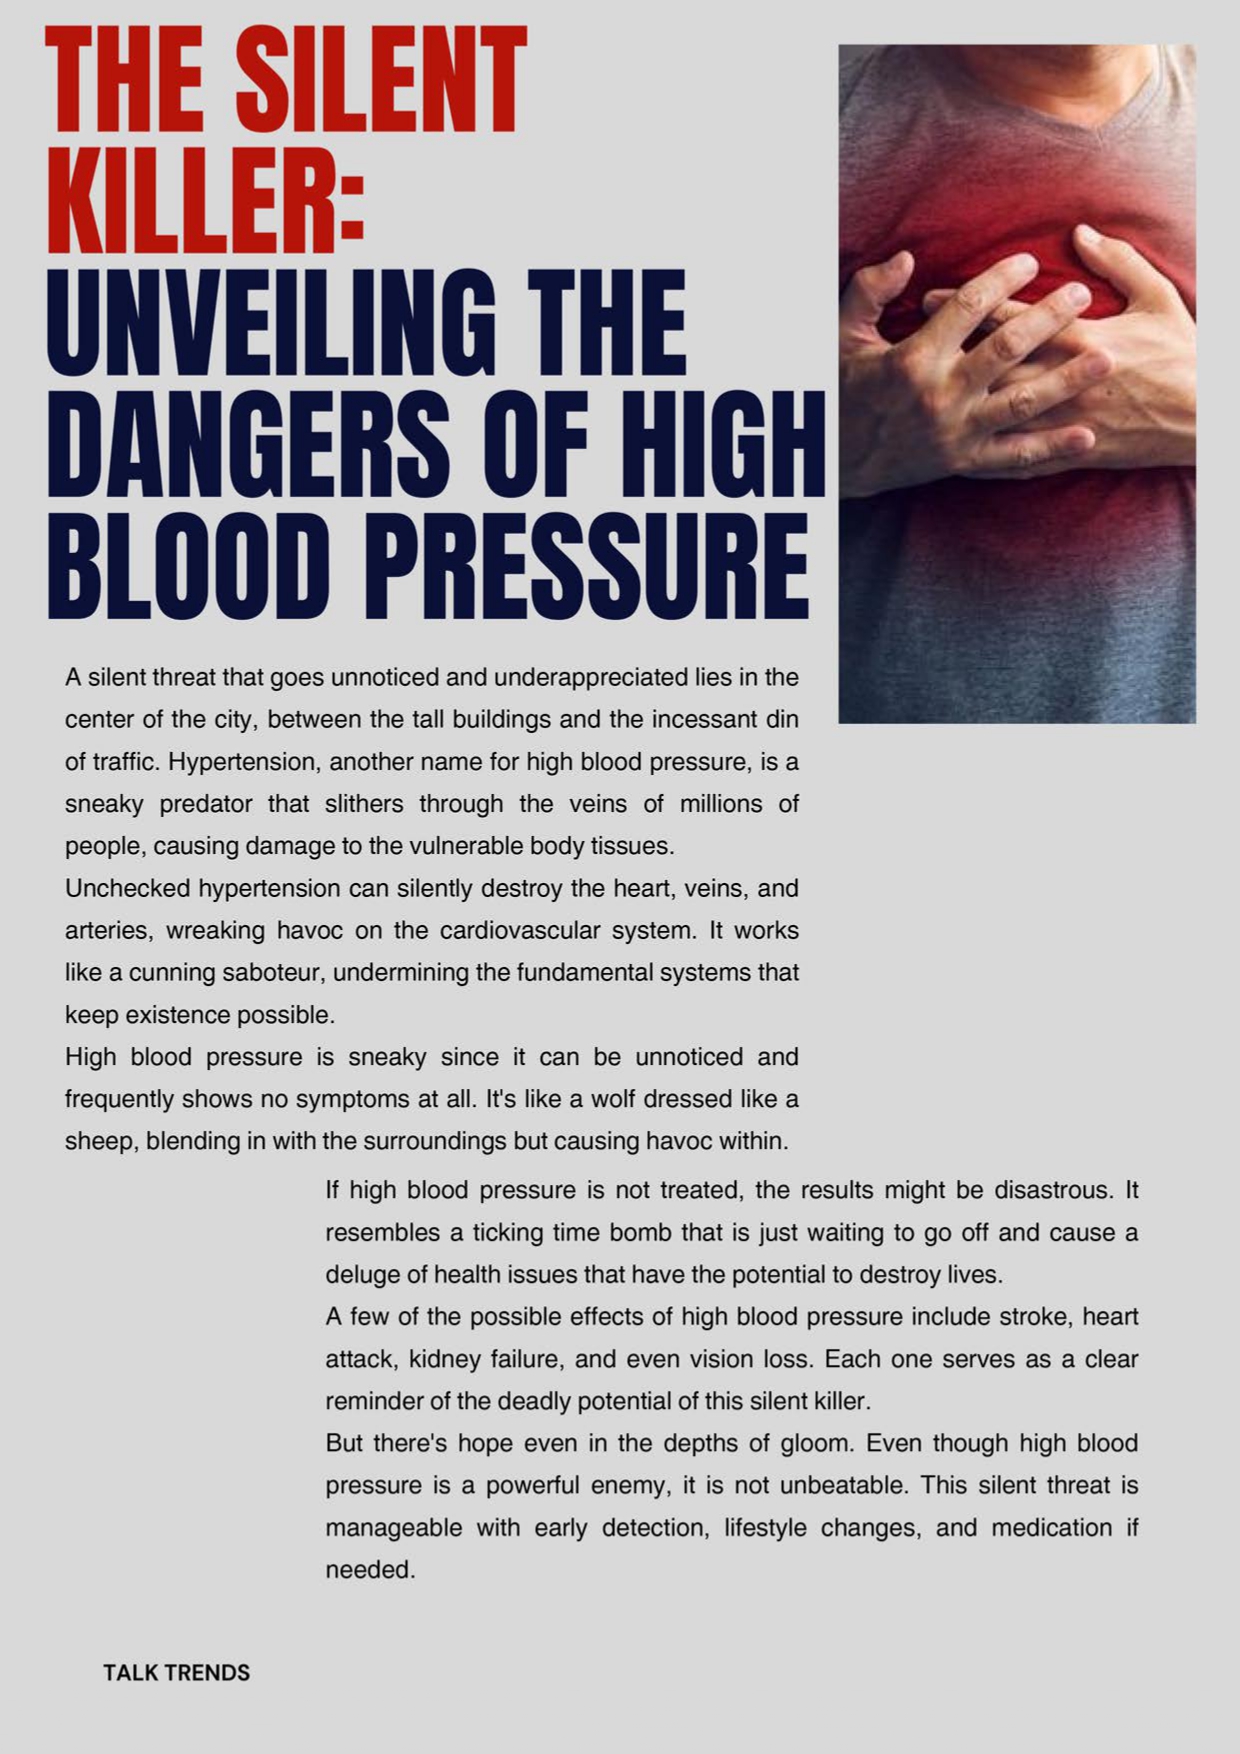 THE SILENT
KILLER:
UNVEILING THE
DANGERS OF HIGH
BLOOD PRESSURE
A silent threat that goes unnoticed and underappreciated lies in the
center of the city, between the tall buildings and the incessant din
of traffic. Hypertension, another name for high blood pressure, is a
sneaky predator that slithers through the veins of millions of
people, causing damage to the vulnerable body tissues.
Unchecked hypertension can silently destroy the heart, veins, and
arteries, wreaking havoc on the cardiovascular system. It works
like a cunning saboteur, undermining the fundamental systems that
keep existence possible.
High blood pressure is sneaky since it can be unnoticed and
frequently shows no symptoms at all. It's like a wolf dressed like a
sheep, blending in with the surroundings but causing havoc within.
If high blood pressure is not treated, the results might be disastrous. It
resembles a ticking time bomb that is just waiting to go off and cause a
deluge of health issues that have the potential to destroy lives.
A few of the possible effects of high blood pressure include stroke, heart
attack, kidney failure, and even vision loss. Each one serves as a clear
reminder of the deadly potential of this silent killer.
But there's hope even in the depths of gloom. Even though high blood
pressure is a powerful enemy, it is not unbeatable. This silent threat is
manageable with early detection, lifestyle changes, and medication if
needed.
TALK TRENDS